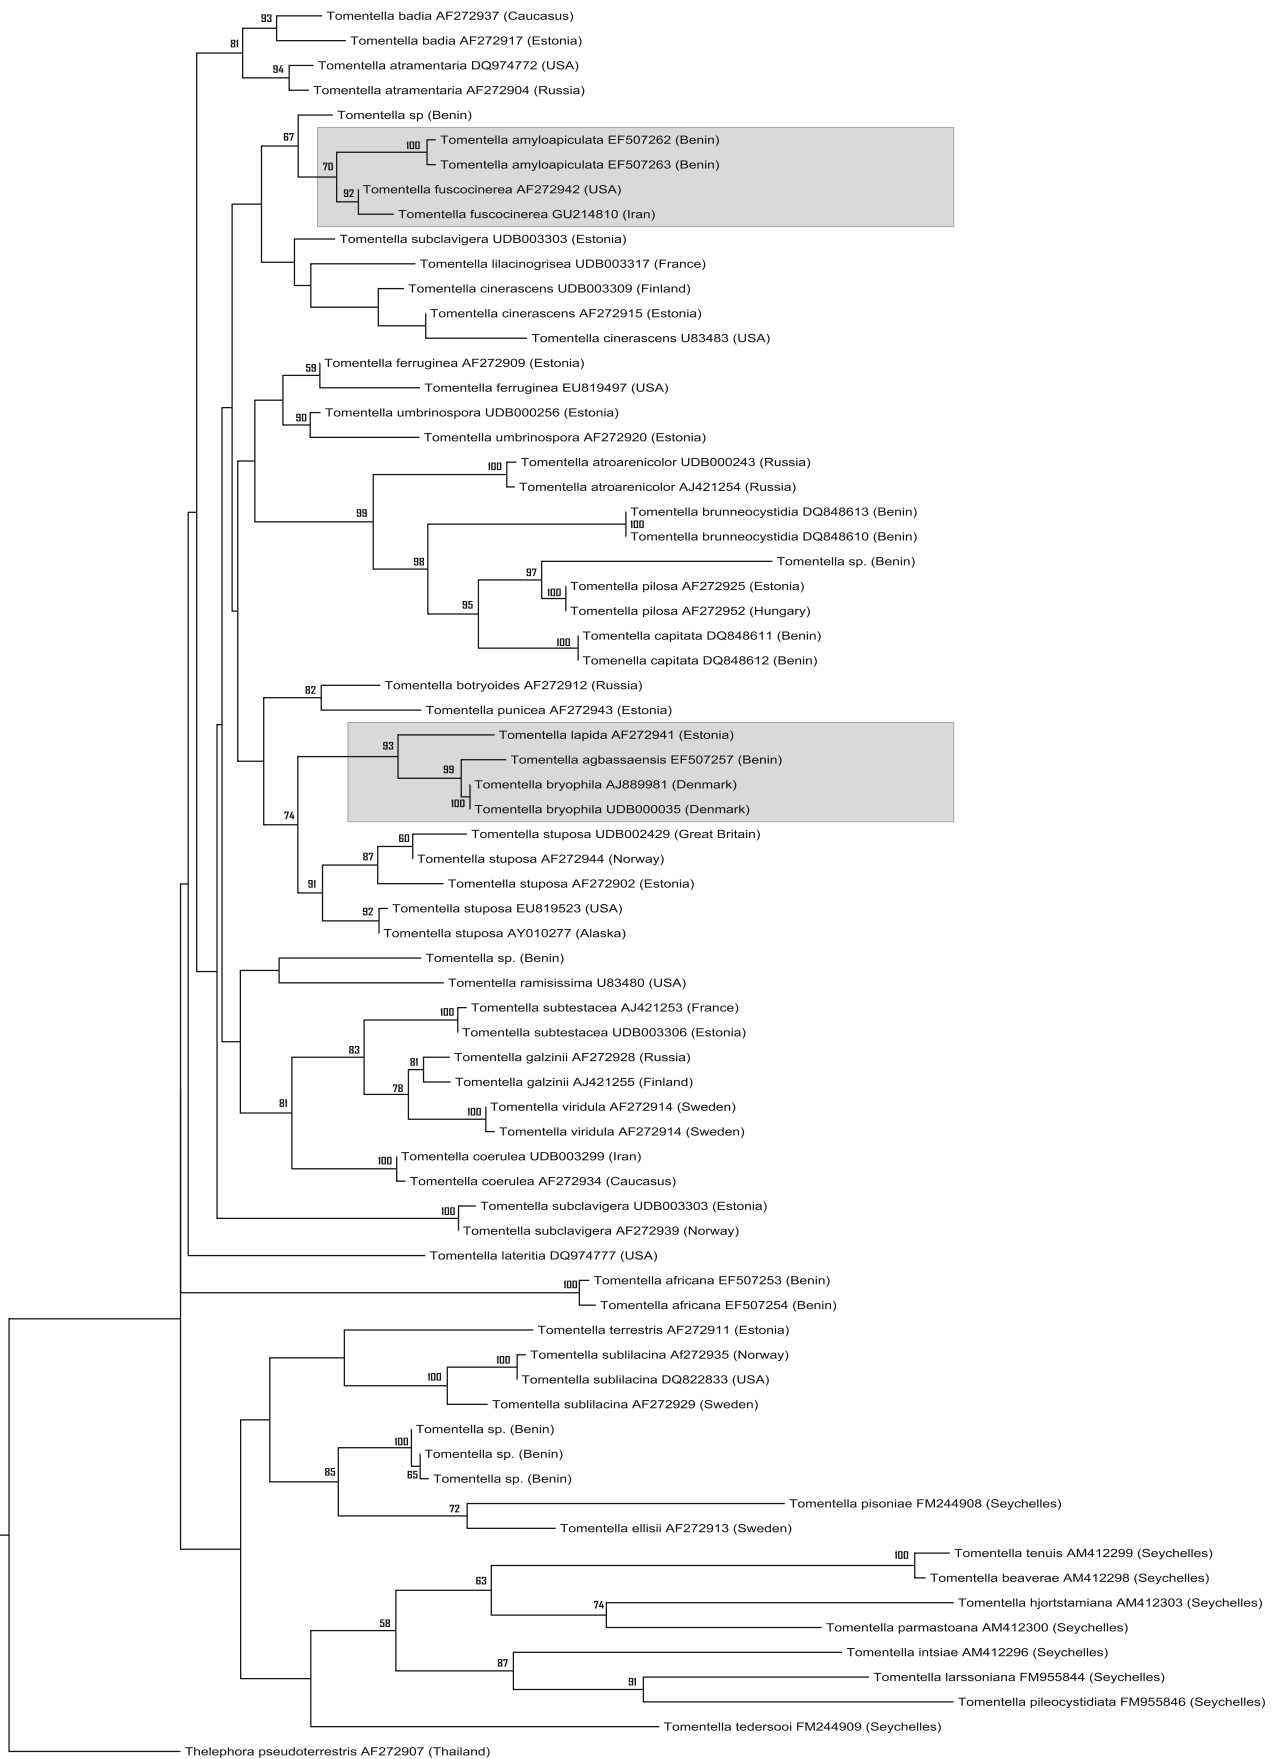 93
Tomentella badia AF272937 (Caucasus)
81
Tomentella badia AF272917 (Estonia)
94
Tomentella atramentaria DQ974772 (USA)
Tomentella atramentaria AF272904 (Russia)
Tomentella sp (Benin)
67
100
Tomentella amyloapiculata EF507262 (Benin)
70
Tomentella amyloapiculata EF507263 (Benin)
92
Tomentella fuscocinerea AF272942 (USA)
Tomentella fuscocinerea GU214810 (Iran)
Tomentella subclavigera UDB003303 (Estonia)
Tomentella lilacinogrisea UDB003317 (France)
Tomentella cinerascens UDB003309 (Finland)
Tomentella cinerascens AF272915 (Estonia)
Tomentella cinerascens U83483 (USA)
59
Tomentella ferruginea AF272909 (Estonia)
Tomentella ferruginea EU819497 (USA)
90
Tomentella umbrinospora UDB000256 (Estonia)
Tomentella umbrinospora AF272920 (Estonia)
100
Tomentella atroarenicolor UDB000243 (Russia)
Tomentella atroarenicolor AJ421254 (Russia)
99
Tomentella brunneocystidia DQ848613 (Benin)
100
Tomentella brunneocystidia DQ848610 (Benin)
98
Tomentella sp. (Benin)
97
Tomentella pilosa AF272925 (Estonia)
100
95
Tomentella pilosa AF272952 (Hungary)
Tomentella capitata DQ848611 (Benin)
100
Tomenella capitata DQ848612 (Benin)
82
Tomentella botryoides AF272912 (Russia)
Tomentella punicea AF272943 (Estonia)
93
Tomentella lapida AF272941 (Estonia)
99
Tomentella agbassaensis EF507257 (Benin)
Tomentella bryophila AJ889981 (Denmark)
100
Tomentella bryophila UDB000035 (Denmark)
74
60
Tomentella stuposa UDB002429 (Great Britain)
87
Tomentella stuposa AF272944 (Norway)
91
Tomentella stuposa AF272902 (Estonia)
92
Tomentella stuposa EU819523 (USA)
Tomentella stuposa AY010277 (Alaska)
Tomentella sp. (Benin)
Tomentella ramisissima U83480 (USA)
100
Tomentella subtestacea AJ421253 (France)
Tomentella subtestacea UDB003306 (Estonia)
83
81
Tomentella galzinii AF272928 (Russia)
78
Tomentella galzinii AJ421255 (Finland)
81
100
Tomentella viridula AF272914 (Sweden)
Tomentella viridula AF272914 (Sweden)
100
Tomentella coerulea UDB003299 (Iran)
Tomentella coerulea AF272934 (Caucasus)
100
Tomentella subclavigera UDB003303 (Estonia)
Tomentella subclavigera AF272939 (Norway)
Tomentella lateritia DQ974777 (USA)
100
Tomentella africana EF507253 (Benin)
Tomentella africana EF507254 (Benin)
Tomentella terrestris AF272911 (Estonia)
100
Tomentella sublilacina Af272935 (Norway)
100
Tomentella sublilacina DQ822833 (USA)
Tomentella sublilacina AF272929 (Sweden)
100
Tomentella sp. (Benin)
Tomentella sp. (Benin)
85
65
Tomentella sp. (Benin)
72
Tomentella pisoniae FM244908 (Seychelles)
Tomentella ellisii AF272913 (Sweden)
100
Tomentella tenuis AM412299 (Seychelles)
63
Tomentella beaverae AM412298 (Seychelles)
74
Tomentella hjortstamiana AM412303 (Seychelles)
58
Tomentella parmastoana AM412300 (Seychelles)
87
Tomentella intsiae AM412296 (Seychelles)
91
Tomentella larssoniana FM955844 (Seychelles)
Tomentella pileocystidiata FM955846 (Seychelles)
Tomentella tedersooi FM244909 (Seychelles)
Thelephora pseudoterrestris AF272907 (Thailand)